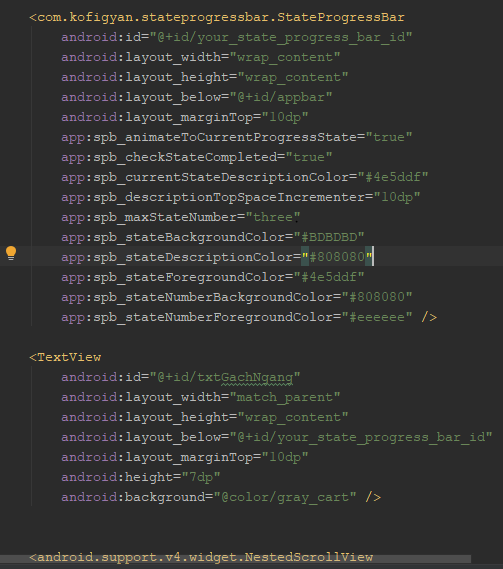 <com.kofigyan.stateprogressbar.StateProgressBar
android:id="@+id/your_state_progress_bar_id"
android:layout_width="wrap_content"
android:layout_height="wrap_content"
android:layout_below="@+id/appbar"
android:layout_marginTop="10dp"
app:spb_animateToCurrentProgressState="true"
app:spb_checkStateCompleted="true"
app:spb_currentStateDescriptionColor="#4e5ddf"
app:spb_descriptionTopSpaceIncrementer="10dp"
app:spb_maxStateNumber="three"
app:spb_stateBackgroundColor="#BDBDBD"
app:spb_stateDescriptionColor="#808080"
app:spb_stateForegroundColor="#4e5ddf"
app:spb_stateNumberBackgroundColor="#808080"
app:spb_stateNumberForegroundColor="#eeeeee" />
<TextView
android:id="@+id/txtGachNgang"
android:layout_width="match_parent"
android:layout_height="wrap_content"
android:layout_below="@+id/your_state_progress_bar_id"
android:layout_marginTop="10dp"
android:height="7dp"
android:background="@color/gray_cart" />
<android.support.v4.widget.NestedScrollView